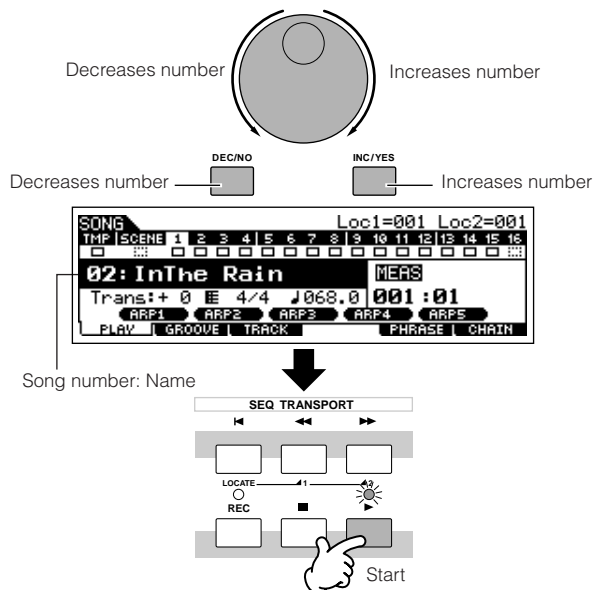 Decreases number
Increases number
DEC/NO
INC/YES
Decreases number
Increases number
SONG Loc1=001 Loc2=001
TMP SCENE 1 2 3 4 5 6 7 8 9 10 11 12 13 14 15 16
02:InThe Rain MEAS
Trans:+ 0 4/4 ♩068.0 001:01
ARP1 ARP2 ARP3 ARP4 ARP5
PLAY GROOVE TRACK PHRASE CHAIN
Song number: Name
SEQ TRANSPORT
LOCATE 1 2
REC
Start